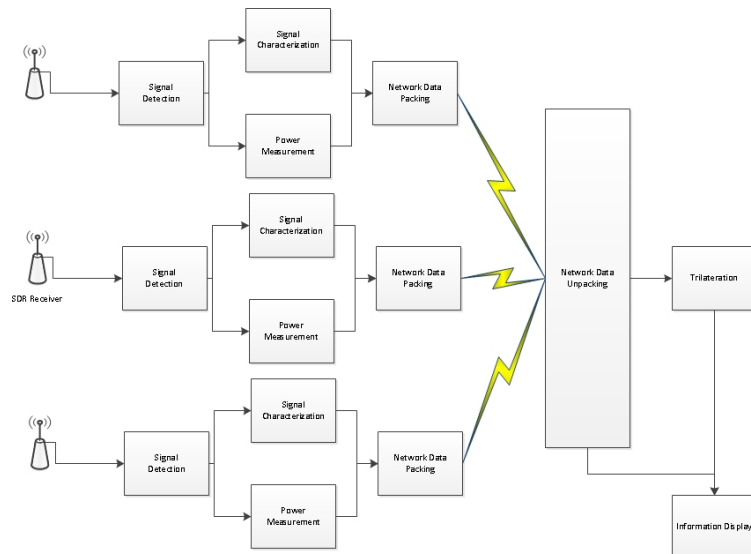 Signal
Characterization
Signal
Detection
Network Data
Packing
Power
Measurement
Signal
Characterization
Signal
Detection
Network Data
Packing
Network Data
Unpacking
Trilateration
SDR Receiver
Power
Measurement
Signal
Characterization
Signal
Detection
Network Data
Packing
Power
Measurement
Information Display